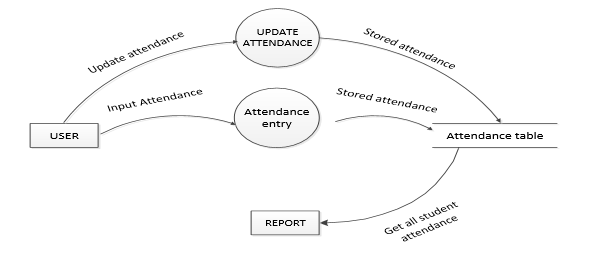 UPDATE
ATTENDANCE
Update attendance
Stored attendance
Input Attendance
Attendance
entry
Stored attendance
USER
Attendance table
REPORT
Get all student
attendance